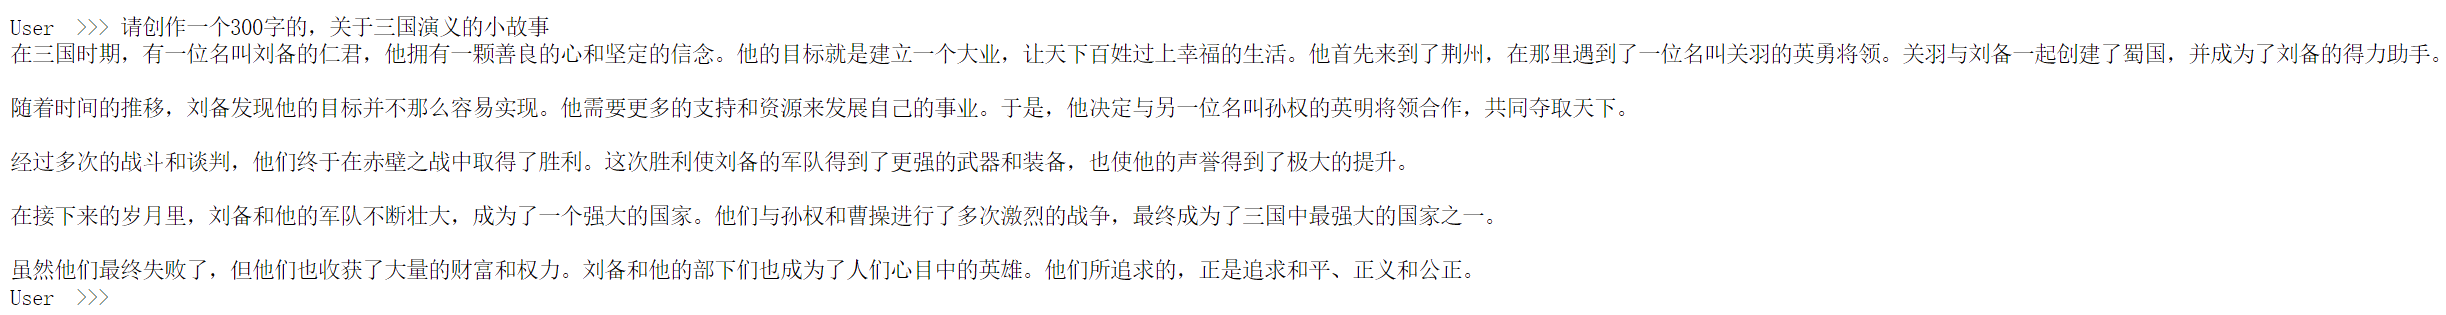 User >>> 请创作一个300字的，关于三国演义的小故事
在三国时期，有一位名叫刘备的仁君，他拥有一颗善良的心和坚定的信念。他的目标就是建立一个大业，让天下百姓过上幸福的生活。他首先来到了荆州，在那里遇到了一位名叫关羽的英勇将领。关羽与刘备一起创建了蜀国，并成为了刘备的得力助手。
随着时间的推移，刘备发现他的目标并不那么容易实现。他需要更多的支持和资源来发展自己的事业。于是，他决定与另一位名叫孙权的英明将领合作，共同夺取天下。
经过多次的战斗和谈判，他们终于在赤壁之战中取得了胜利。这次胜利使刘备的军队得到了更强的武器和装备，也使他的声誉得到了极大的提升。
在接下来的岁月里，刘备和他的军队不断壮大，成为了一个强大的国家。他们与孙权和曹操进行了多次激烈的战争，最终成为了三国中最强大的国家之一。
虽然他们最终失败了，但他们也收获了大量的财富和权力。刘备和他的部下们也成为了人们心目中的英雄。他们所追求的，正是追求和平、正义和公正。
User >>>